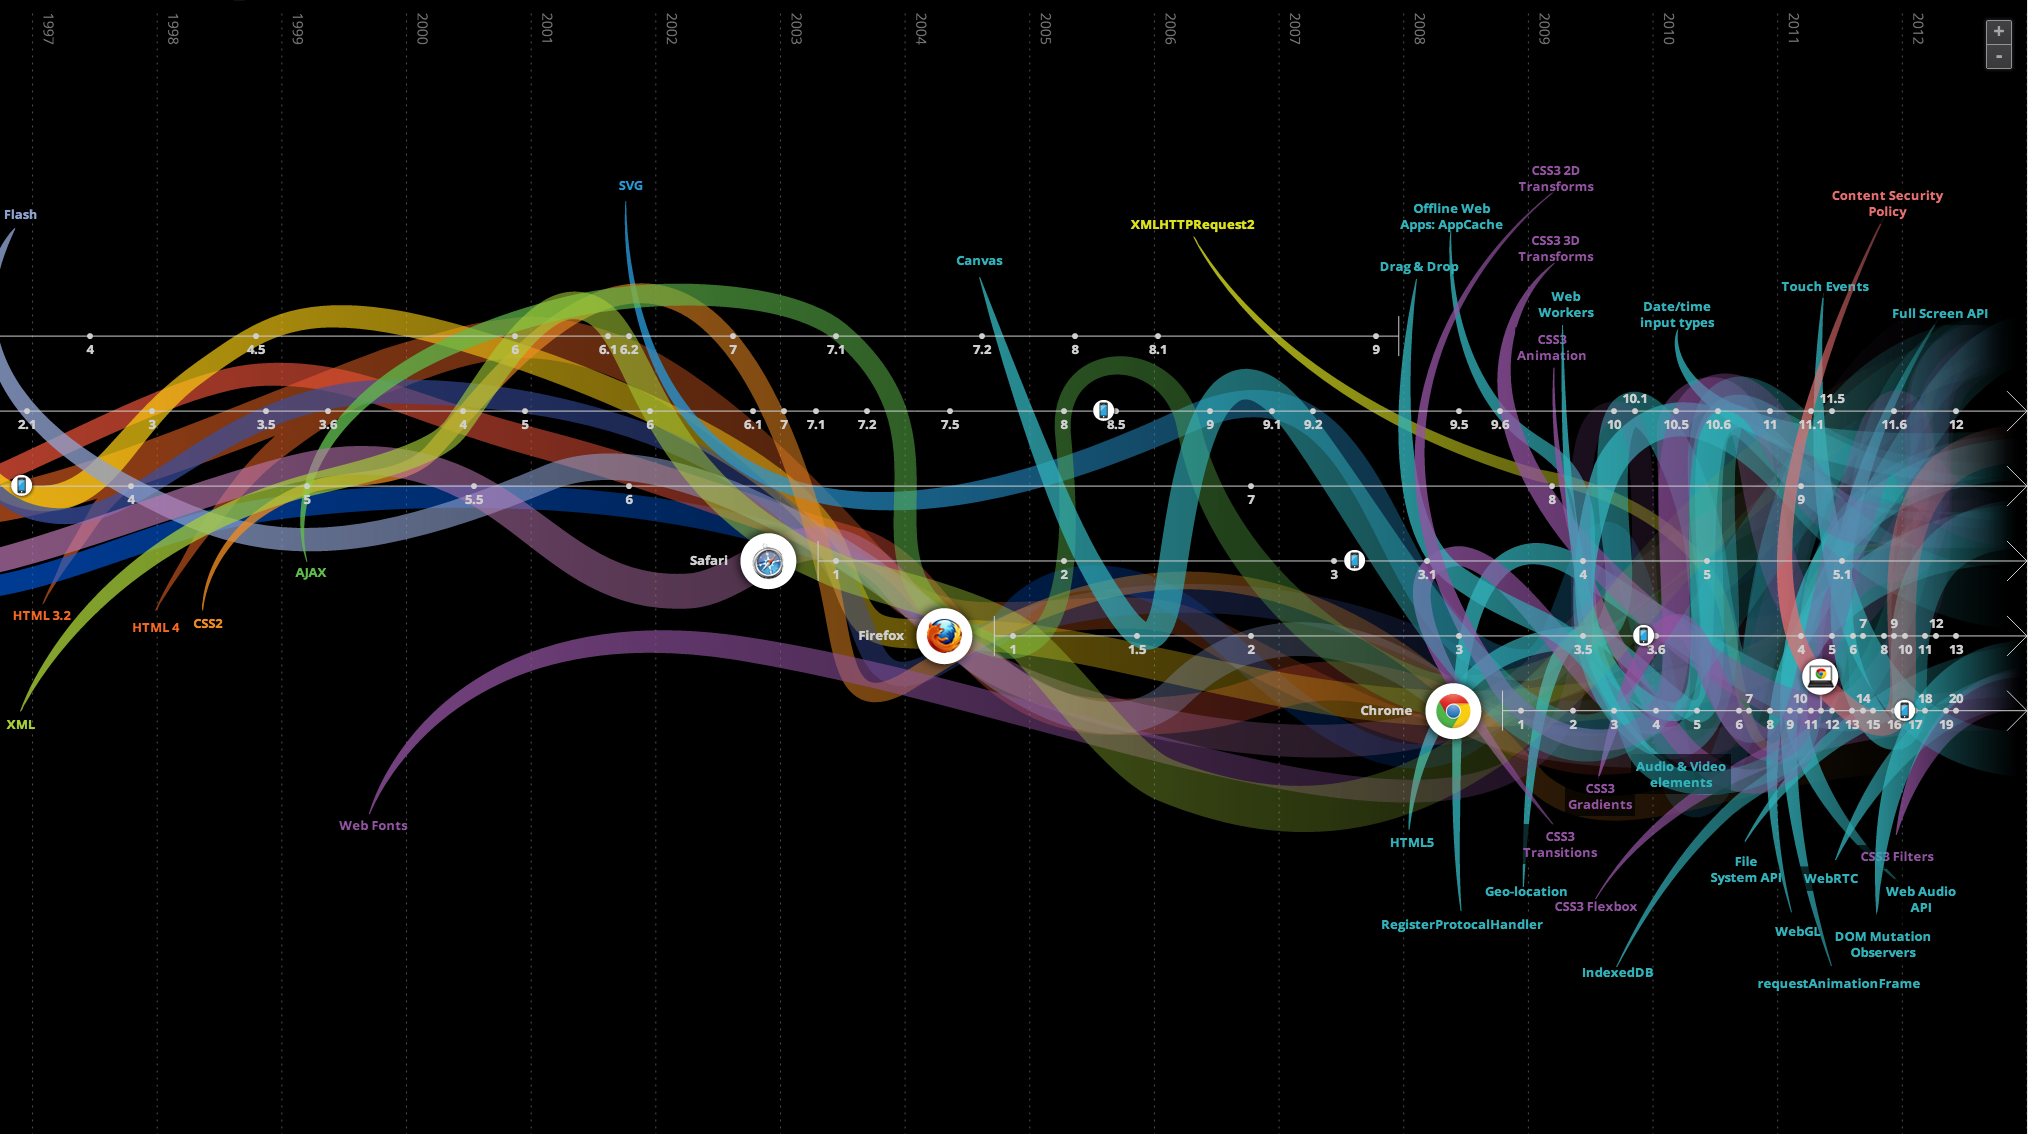 1997 1998 1999 2000 2001 2002 2003 2004 2005 2006 2007 2008 2009 2010 2011 2012
+
-
CSS3 2D
Transforms
SVG
Content Security
Policy
Flash
Offline Web
Apps: AppCache
XMLHTTPRequest2
CSS3 3D
Transforms
Canvas
Drag & Drop
Touch Events
Web
Workers
Date/time
input types
Full Screen API
CSS3
Animation
4 4.5 6 6.1 6.2 7 7.1 7.2 8 8.1 9
10.1 11.5
2.1 3 3.5 3.6 4 5 6 6.1 7 7.1 7.2 7.5 8 8.5 9 9.1 9.2 9.5 9.6 10 10.5 10.6 11 11.1 11.6 12
4 5 5.5 6 7 8 9
Safari
1 2 3 3.1 4 5 5.1
AJAX
HTML 3.2
HTML 4
CSS2
7 9 12
Firefox
1 1.5 2 3 3.5 3.6 4 5 6 8 10 11 13
7 10 14 18 20
Chrome
1 2 3 4 5 6 8 9 11 12 13 15 16 17 19
XML
Audio & Video
elements
CSS3
Gradients
Web Fonts
HTML5
CSS3
Transitions
CSS3 Filters
File
System API
WebRTC
Geo-location
Web Audio
API
CSS3 Flexbox
RegisterProtocalHandler
WebGL
DOM Mutation
Observers
IndexedDB
requestAnimationFrame